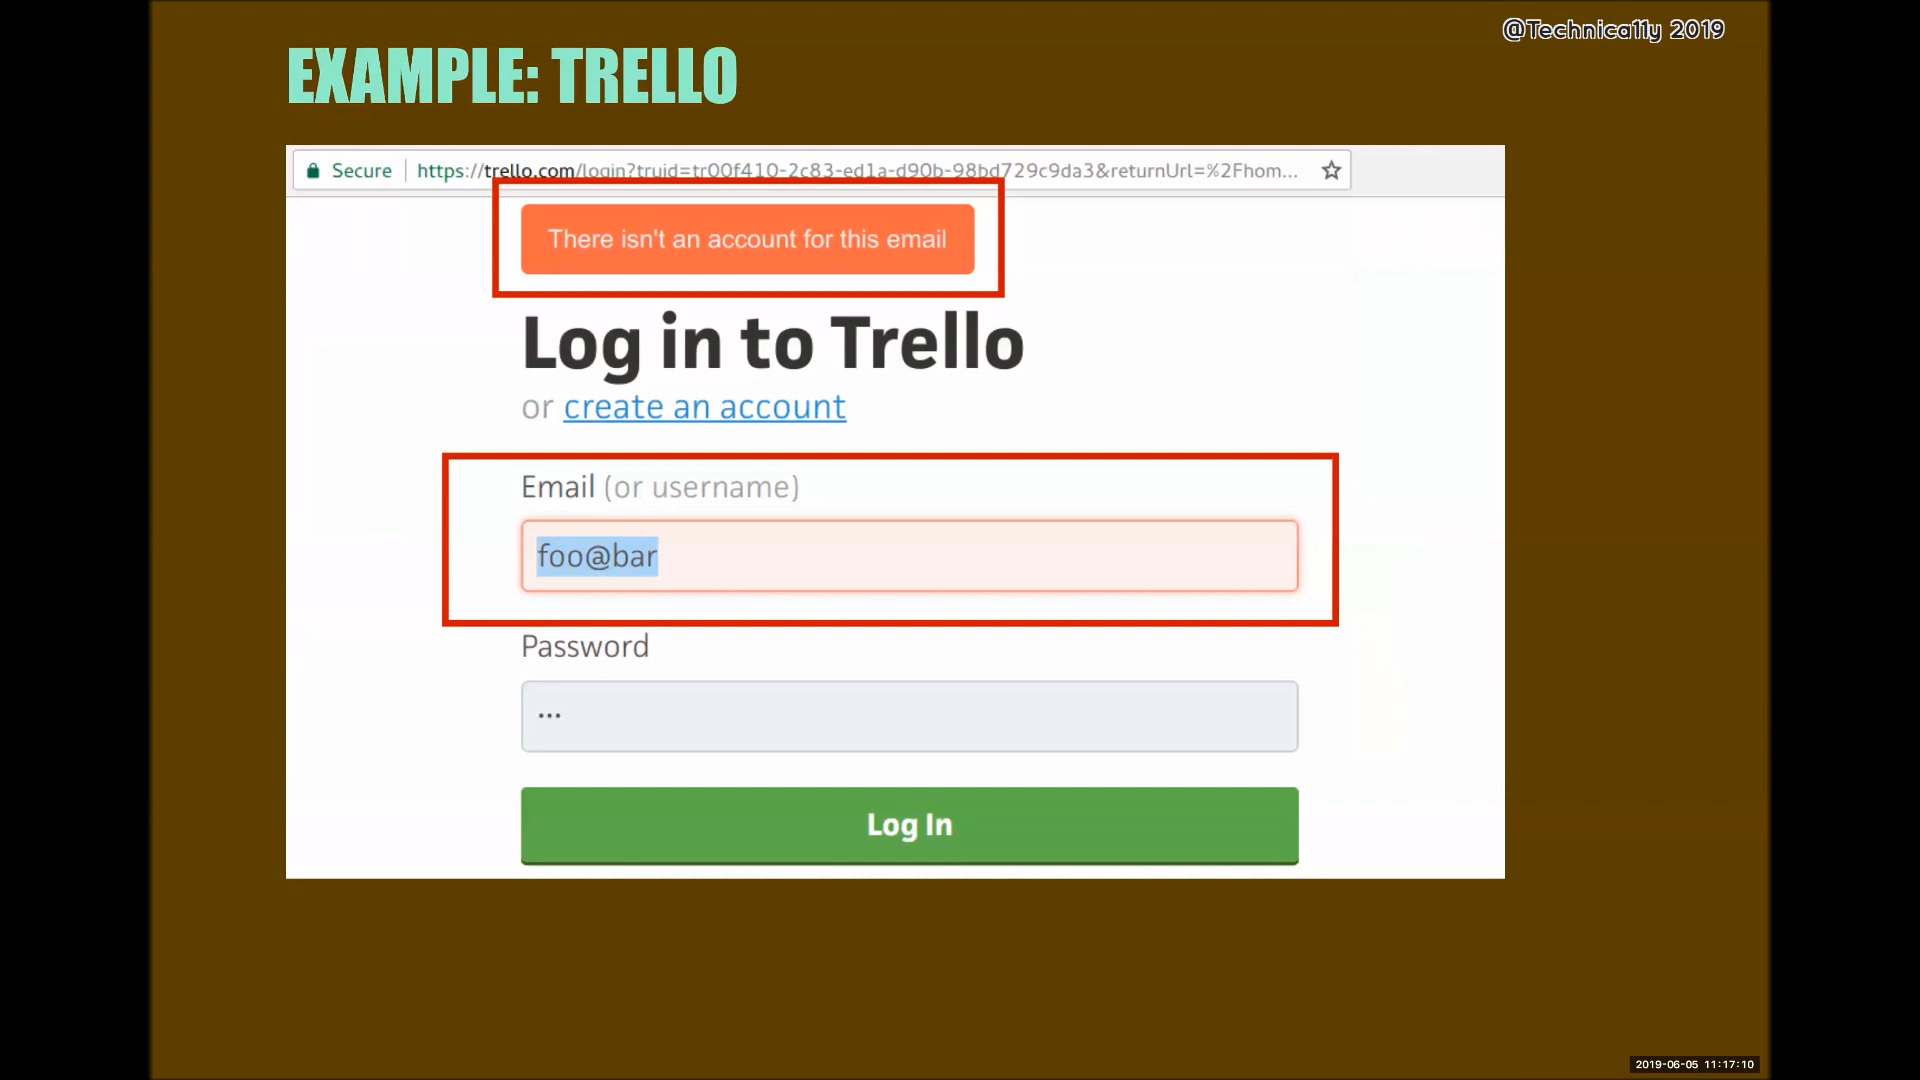 @Technica11y 2019
EXAMPLE: TRELLO
Secure https://trello.com/login?truid=tr00f410-2c83-ed1a-d90b-98bd729c9da3&returnUrl=%2Fhom...
There isn't an account for this email
Log in to Trello
or create an account
Email (or username)
foo@bar
Password
Log In
2019-06-05 11:17:10